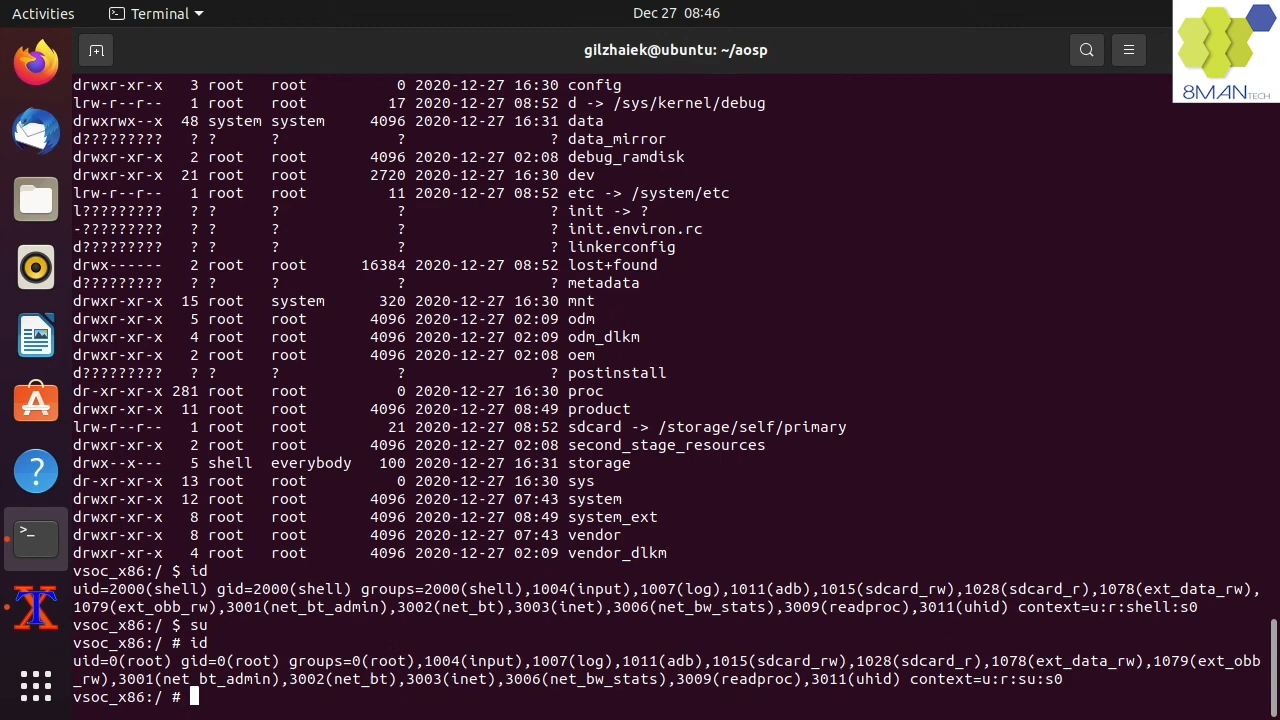 Activities Terminal Dec 27 08:46
gilzhaiek@ubuntu: ~/aosp
8MANTECH
drwxr-xr-x   3 root   root          0 2020-12-27 16:30 config
lrw-r--r--   1 root   root         17 2020-12-27 08:52 d -> /sys/kernel/debug
drwxrwx--x  48 system system     4096 2020-12-27 16:31 data
d?????????   ? ?      ?             ?                ? data_mirror
drwxr-xr-x   2 root   root       4096 2020-12-27 02:08 debug_ramdisk
drwxr-xr-x  21 root   root       2720 2020-12-27 16:30 dev
lrw-r--r--   1 root   root         11 2020-12-27 08:52 etc -> /system/etc
l?????????   ? ?      ?             ?                ? init -> ?
-?????????   ? ?      ?             ?                ? init.environ.rc
d?????????   ? ?      ?             ?                ? linkerconfig
drwx------   2 root   root      16384 2020-12-27 08:52 lost+found
d?????????   ? ?      ?             ?                ? metadata
drwxr-xr-x  15 root   system      320 2020-12-27 16:30 mnt
drwxr-xr-x   5 root   root       4096 2020-12-27 02:09 odm
drwxr-xr-x   4 root   root       4096 2020-12-27 02:09 odm_dlkm
drwxr-xr-x   2 root   root       4096 2020-12-27 02:08 oem
d?????????   ? ?      ?             ?                ? postinstall
dr-xr-xr-x 281 root   root          0 2020-12-27 16:30 proc
drwxr-xr-x  11 root   root       4096 2020-12-27 08:49 product
lrw-r--r--   1 root   root         21 2020-12-27 08:52 sdcard -> /storage/self/primary
drwxr-xr-x   2 root   root       4096 2020-12-27 02:08 second_stage_resources
drwx--x---   5 shell  everybody   100 2020-12-27 16:31 storage
dr-xr-xr-x  13 root   root          0 2020-12-27 16:30 sys
drwxr-xr-x  12 root   root       4096 2020-12-27 07:43 system
drwxr-xr-x   8 root   root       4096 2020-12-27 08:49 system_ext
drwxr-xr-x   8 root   root       4096 2020-12-27 07:43 vendor
drwxr-xr-x   4 root   root       4096 2020-12-27 02:09 vendor_dlkm
vsoc_x86:/ $ id
uid=2000(shell) gid=2000(shell) groups=2000(shell),1004(input),1007(log),1011(adb),1015(sdcard_rw),1028(sdcard_r),1078(ext_data_rw),
1079(ext_obb_rw),3001(net_bt_admin),3002(net_bt),3003(inet),3006(net_bw_stats),3009(readproc),3011(uhid) context=u:r:shell:s0
vsoc_x86:/ $ su
vsoc_x86:/ # id
uid=0(root) gid=0(root) groups=0(root),1004(input),1007(log),1011(adb),1015(sdcard_rw),1028(sdcard_r),1078(ext_data_rw),1079(ext_obb
_rw),3001(net_bt_admin),3002(net_bt),3003(inet),3006(net_bw_stats),3009(readproc),3011(uhid) context=u:r:su:s0
vsoc_x86:/ #